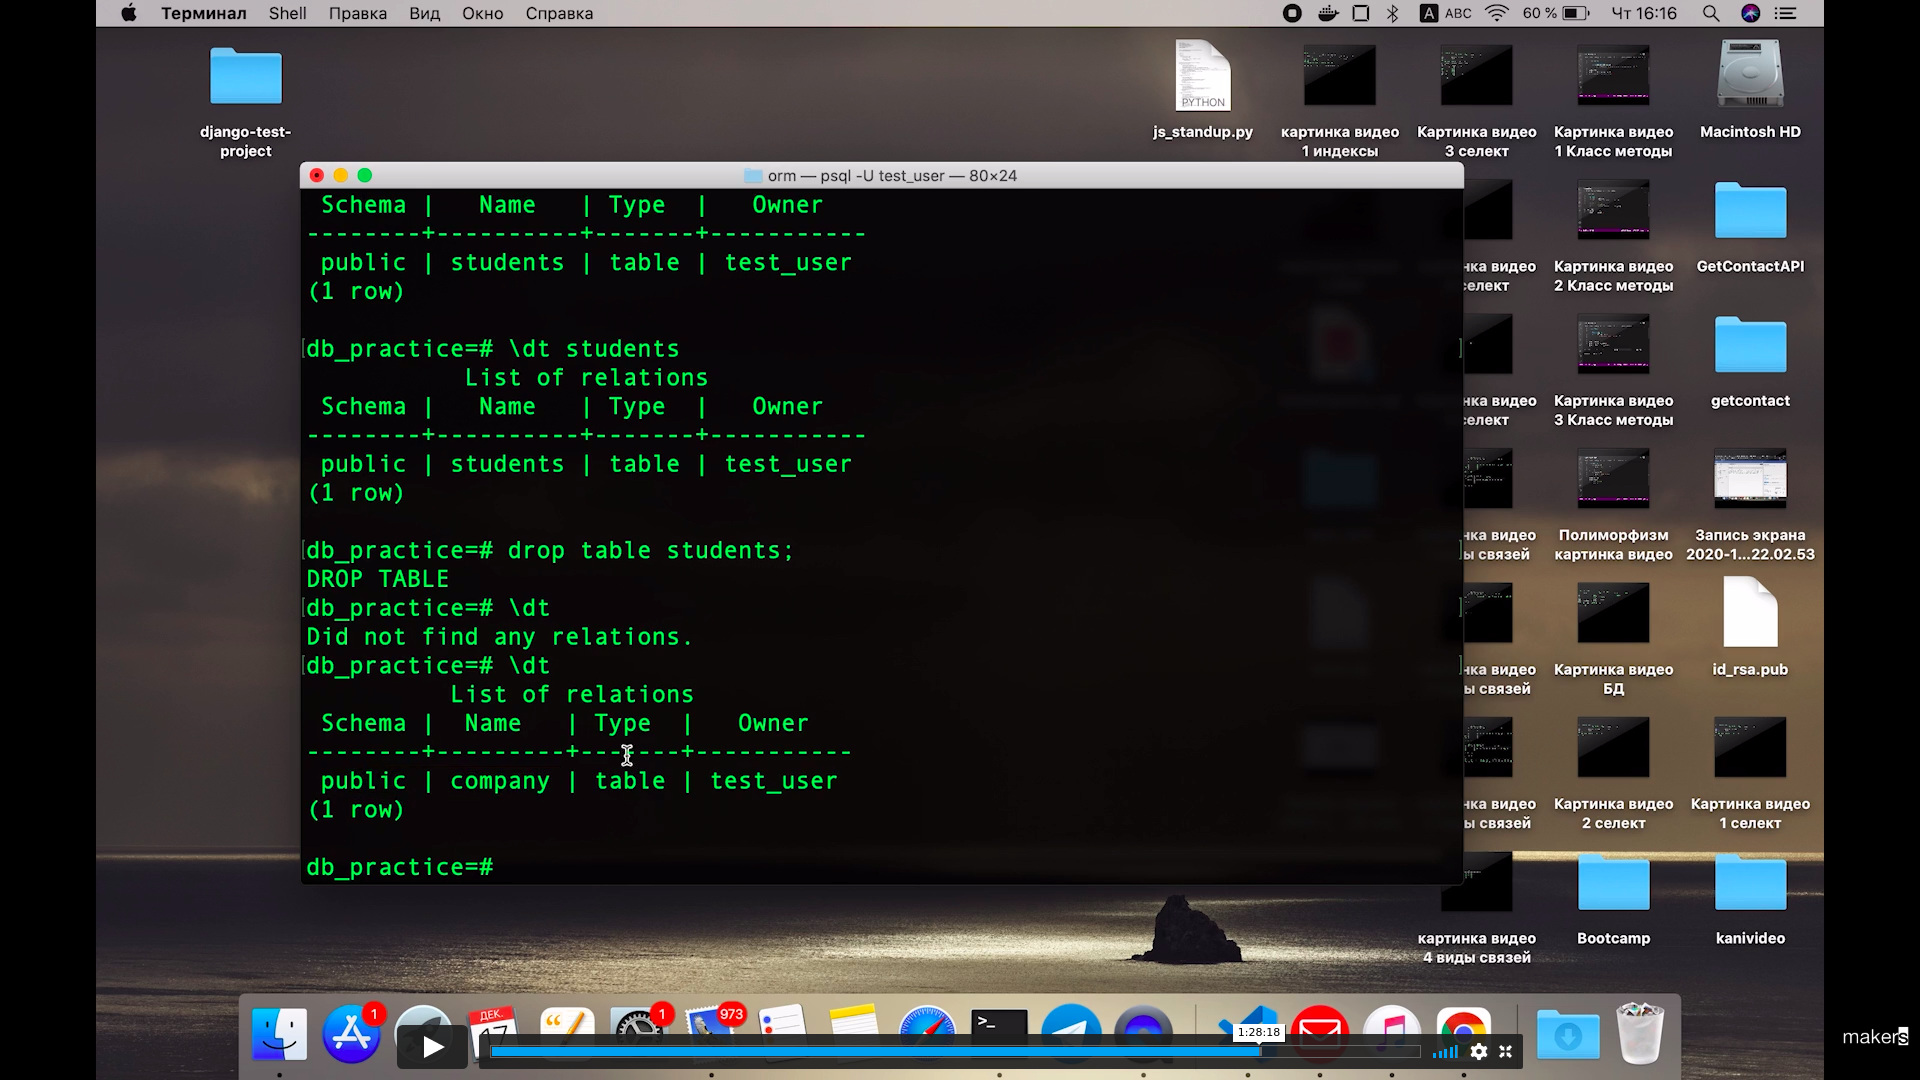 Терминал Shell Правка Вид Окно Справка
A ABC 60 % Чт 16:16
django-test-
project
PYTHON
js_standup.py
картинка видео
1 индексы
Картинка видео
3 селект
Картинка видео
1 Класс методы
Macintosh HD
orm — psql -U test_user — 80×24
Schema | Name | Type | Owner
--------+----------+-------+-----------
public | students | table | test_user
(1 row)
[db_practice=# \dt students ]
List of relations
Schema | Name | Type | Owner
--------+----------+-------+-----------
public | students | table | test_user
(1 row)
[db_practice=# drop table students; ]
DROP TABLE
[db_practice=# \dt ]
Did not find any relations.
[db_practice=# \dt ]
List of relations
Schema | Name | Type | Owner
--------+---------+-------+-----------
public | company | table | test_user
(1 row)
db_practice=#
нка видео
селект
Картинка видео
2 Класс методы
GetContactAPI
нка видео
селект
Картинка видео
3 Класс методы
getcontact
нка видео
ы связей
Полиморфизм
картинка видео
Запись экрана
2020-1...22.02.53
нка видео
ы связей
Картинка видео
БД
id_rsa.pub
нка видео
ы связей
Картинка видео
2 селект
Картинка видео
1 селект
картинка видео
4 виды связей
Bootcamp
kanivideo
1
ДЕК.
17
1
973
>_
1:28:18
makers